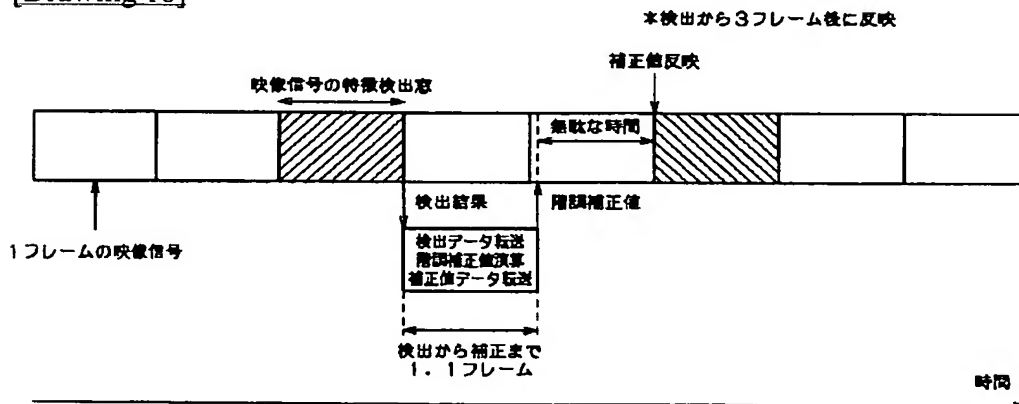 [Drawing 10]
*検出から3フレーム後に反映
補正値反映
映像信号の特徴検出窓
無駄な時間
検出結果
階調補正値
1フレームの映像信号
検出データ転送
階調補正値演算
補正値データ転送
検出から補正まで
1.1フレーム
時間